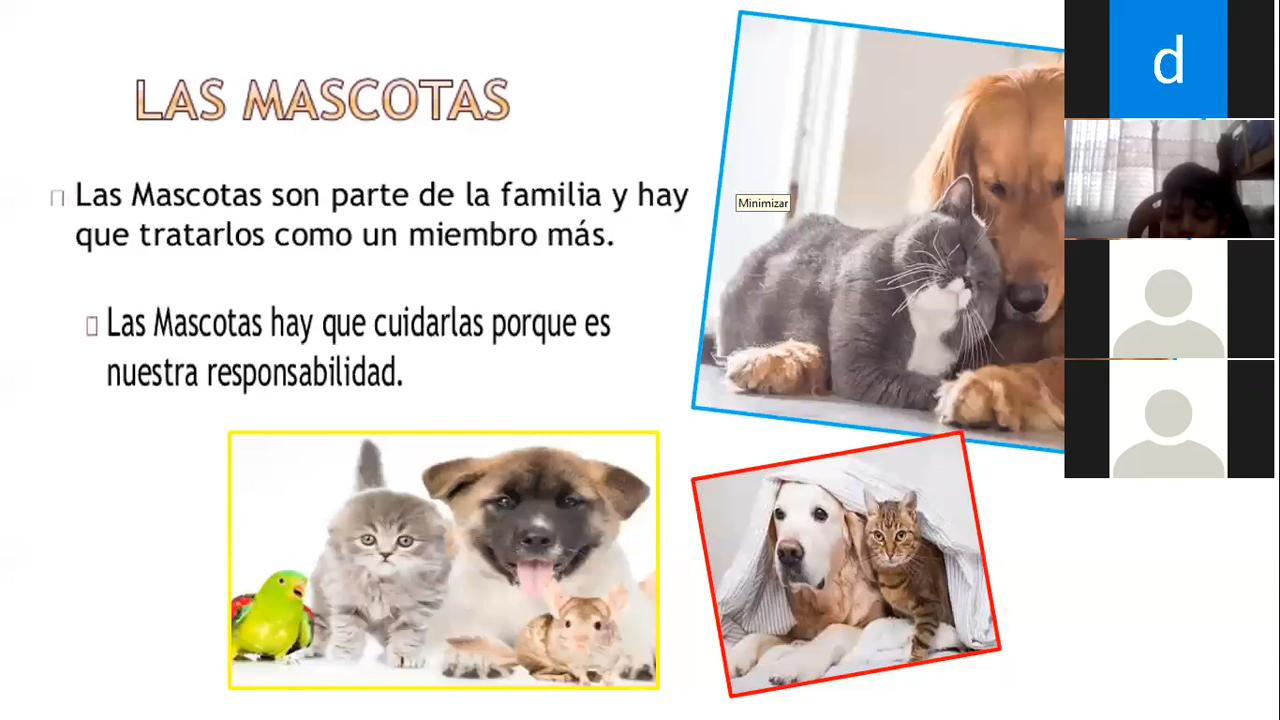 LAS MASCOTAS
Las Mascotas son parte de la familia y hay
que tratarlos como un miembro más.
Las Mascotas hay que cuidarlas porque es
nuestra responsabilidad.
Minimizar
d